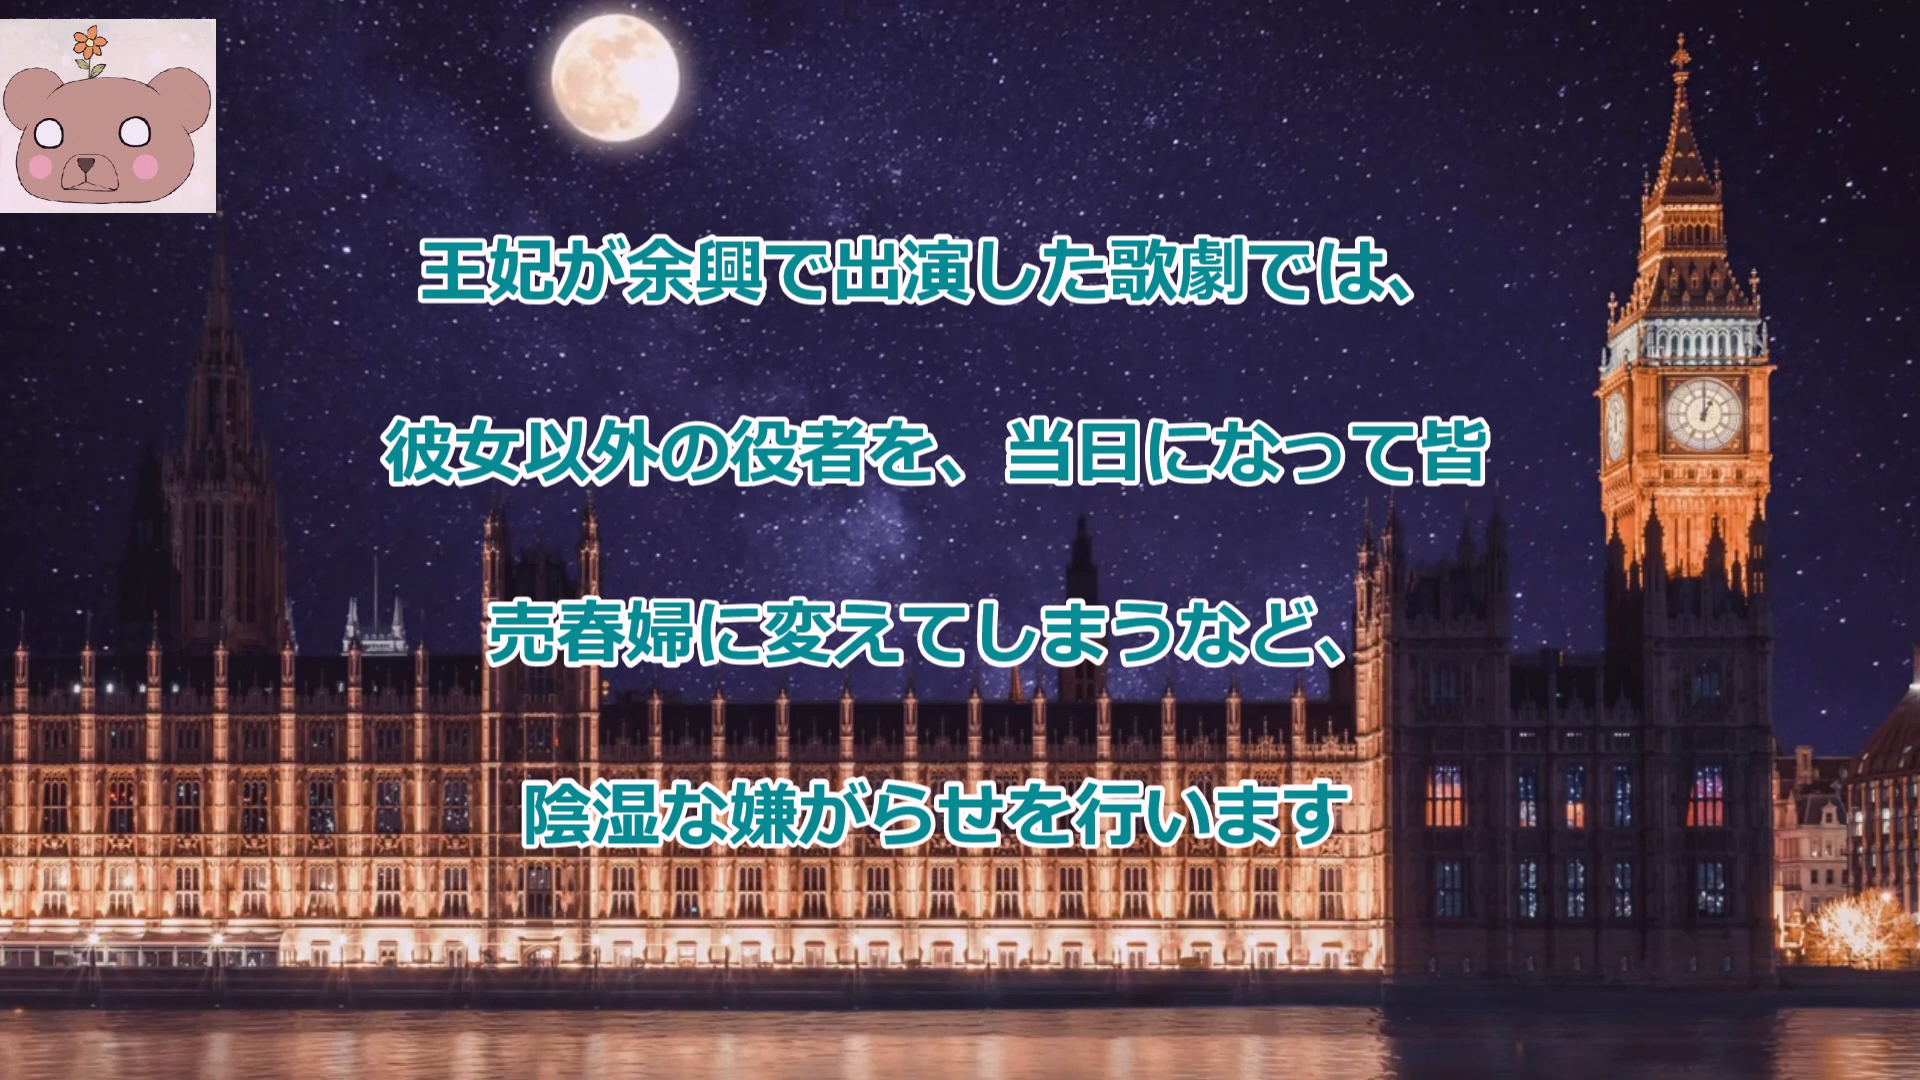 王妃が余興で出演した歌劇では、
彼女以外の役者を、当日になって皆
売春婦に変えてしまうなど、
陰湿な嫌がらせを行います